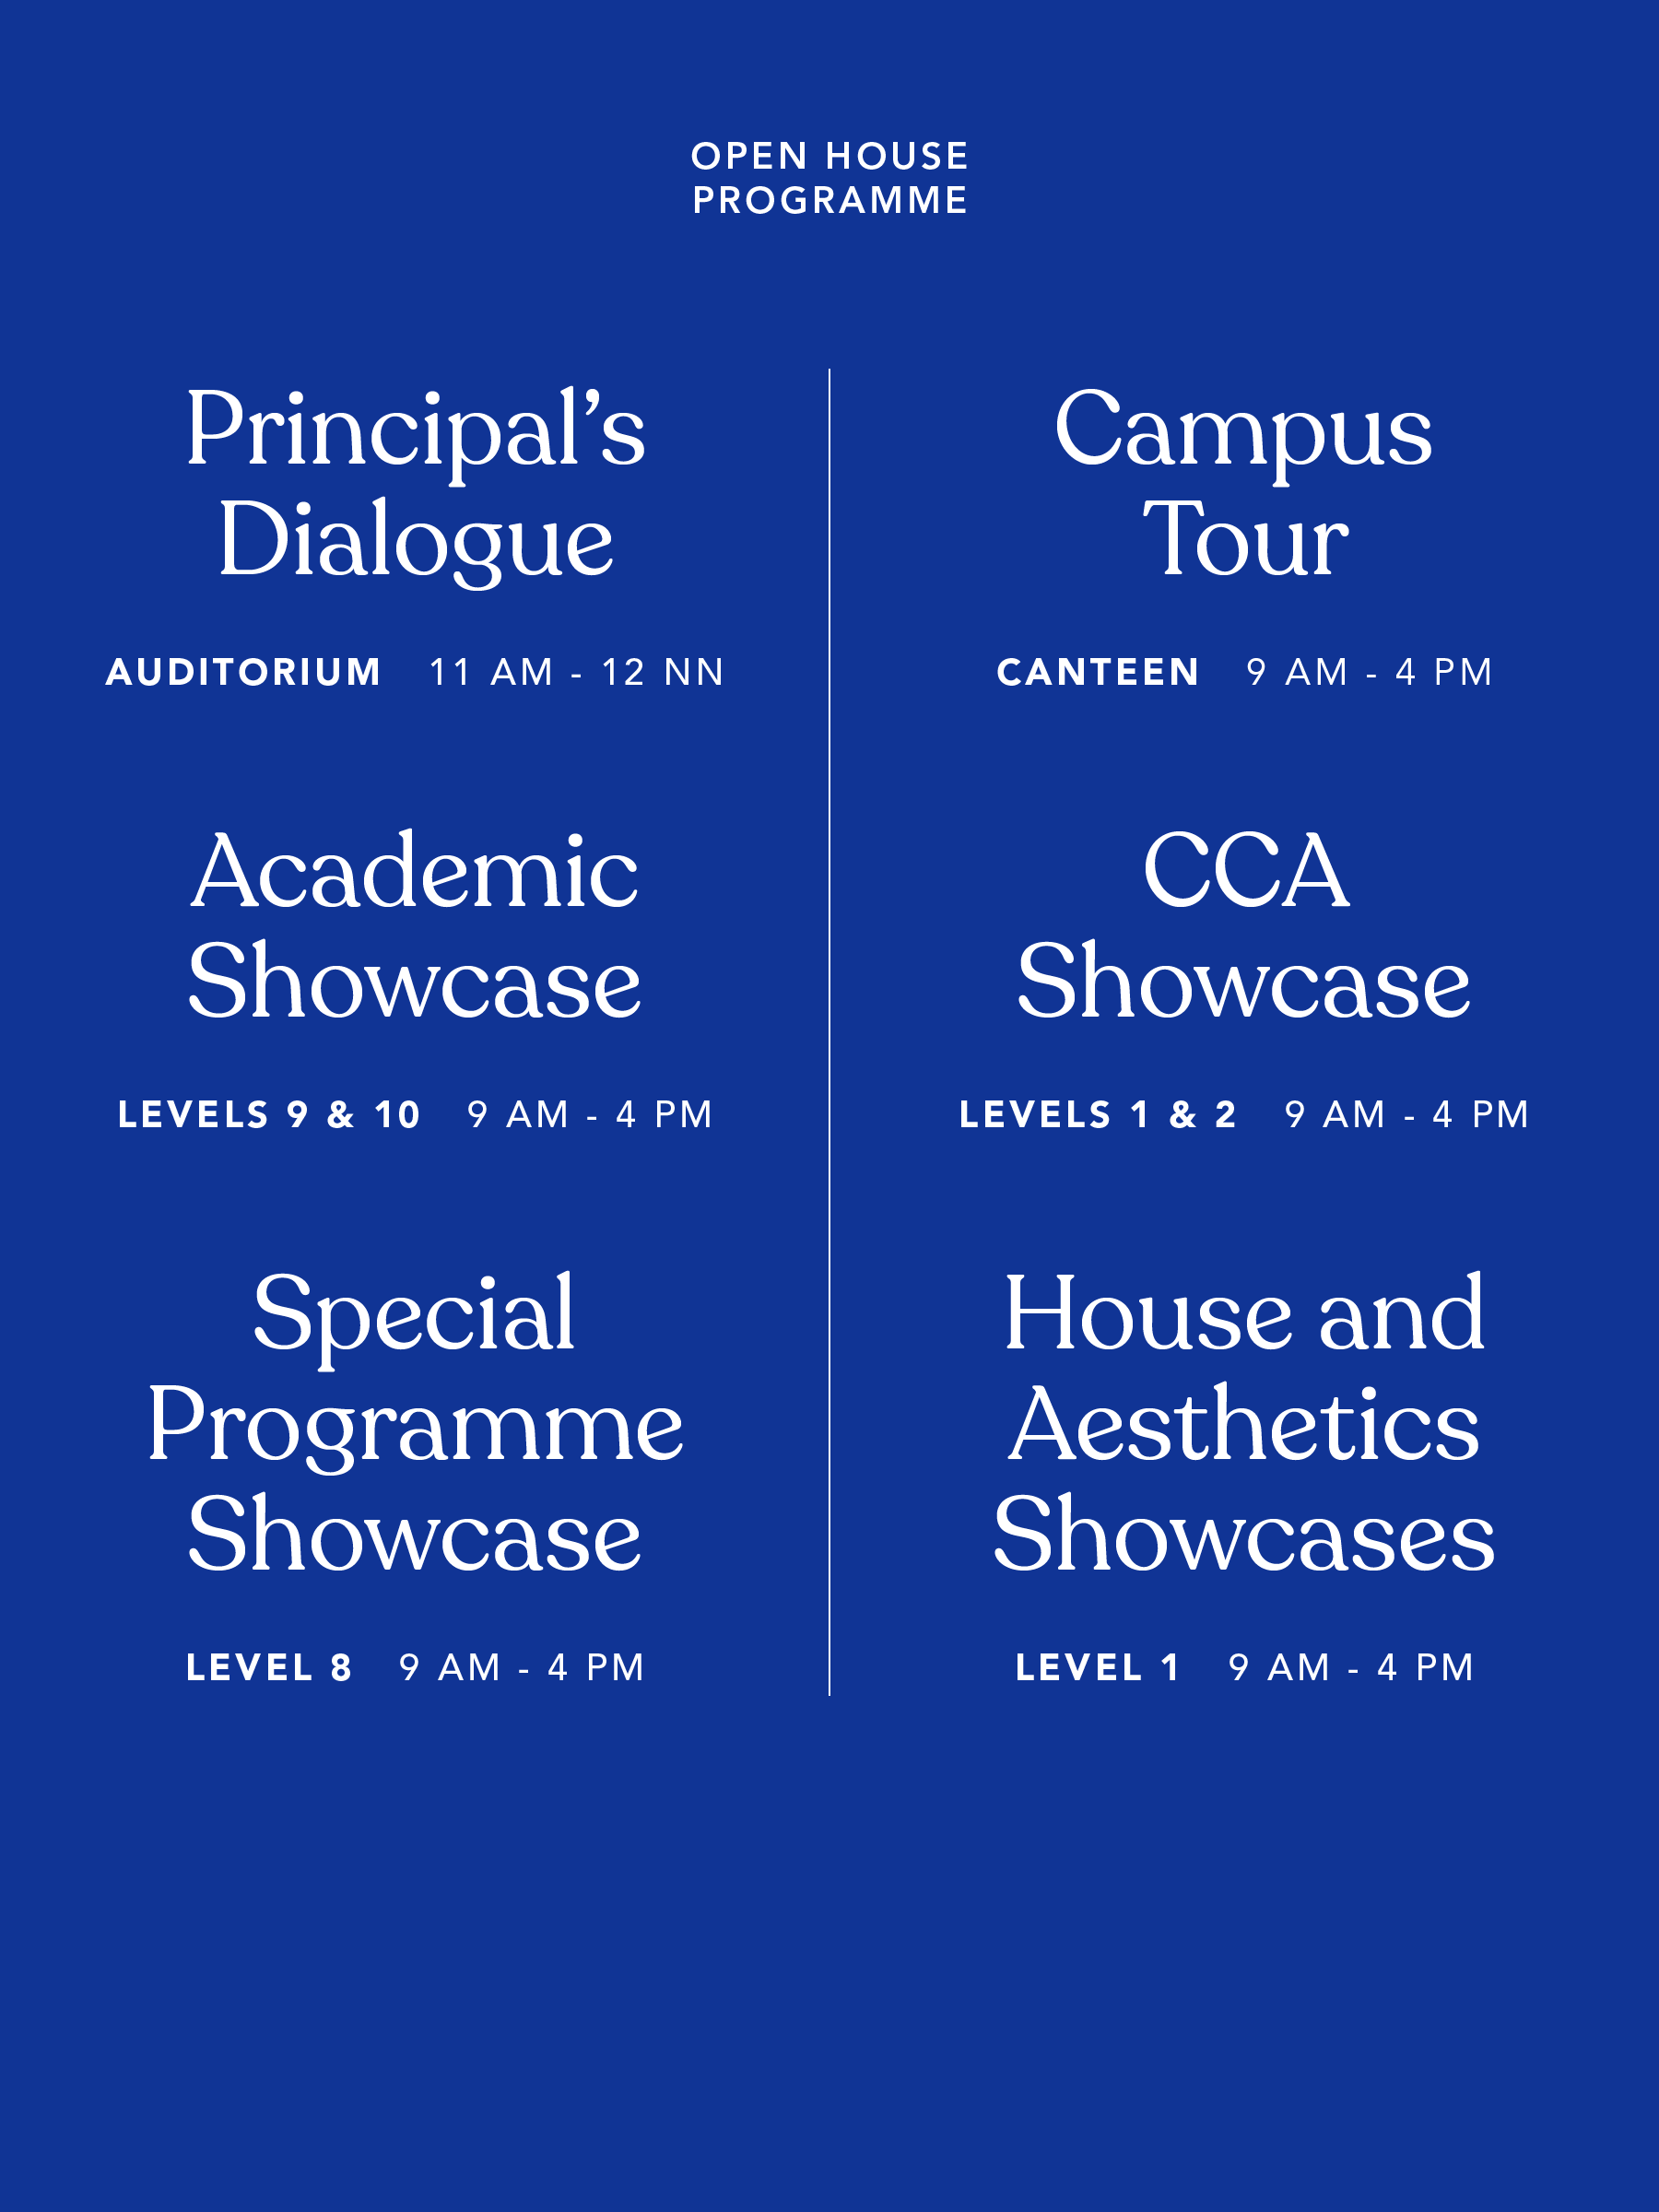 OPEN HOUSE
PROGRAMME
Principal’s
Dialogue
AUDITORIUM 11 AM - 12 NN
Academic
Showcase
LEVELS 9 & 10 9 AM - 4 PM
Special
Programme
Showcase
LEVEL 8 9 AM - 4 PM
Campus
Tour
CANTEEN 9 AM - 4 PM
CCA
Showcase
LEVELS 1 & 2 9 AM - 4 PM
House and
Aesthetics
Showcases
LEVEL 1 9 AM - 4 PM